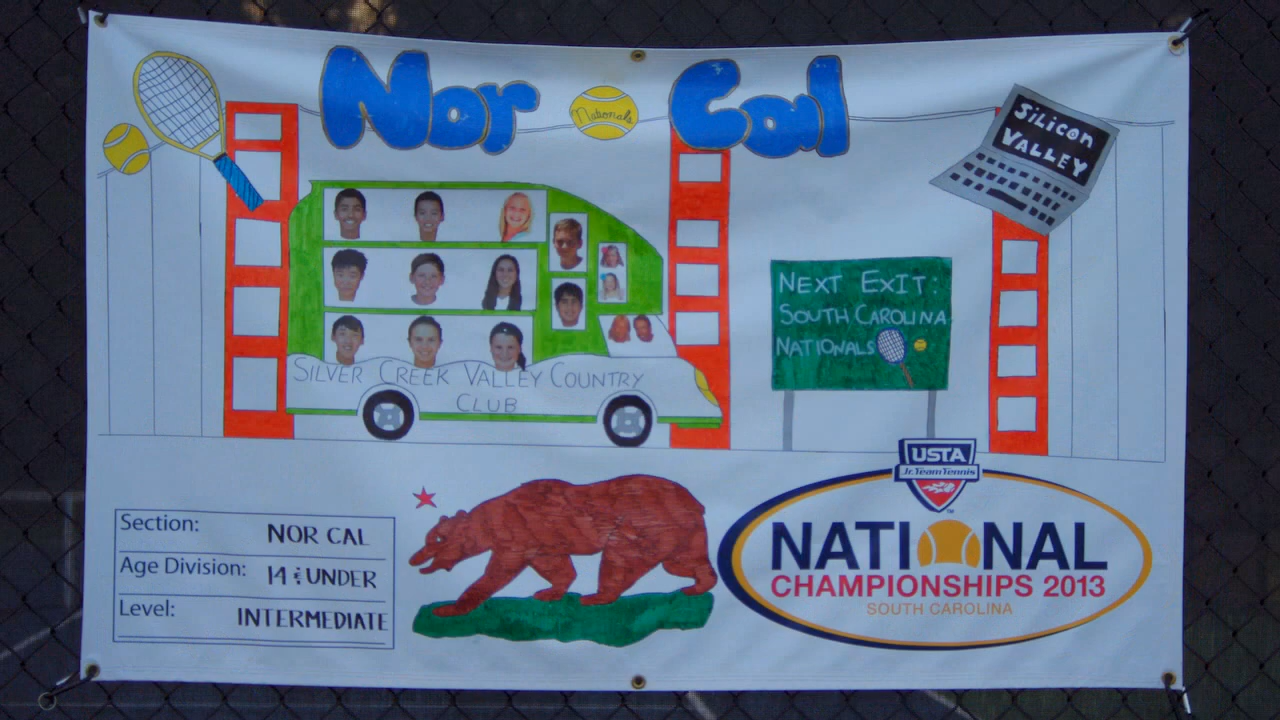 Nor Cal
Nationals
Silicon
VALLEY
NEXT EXIT:
SOUTH CAROLINA
NATIONALS
SILVER CREEK VALLEY COUNTRY
CLUB
Section: NOR CAL
Age Division: 14 & UNDER
Level: INTERMEDIATE
USTA
Jr. Team Tennis
NATIONAL
CHAMPIONSHIPS 2013
SOUTH CAROLINA